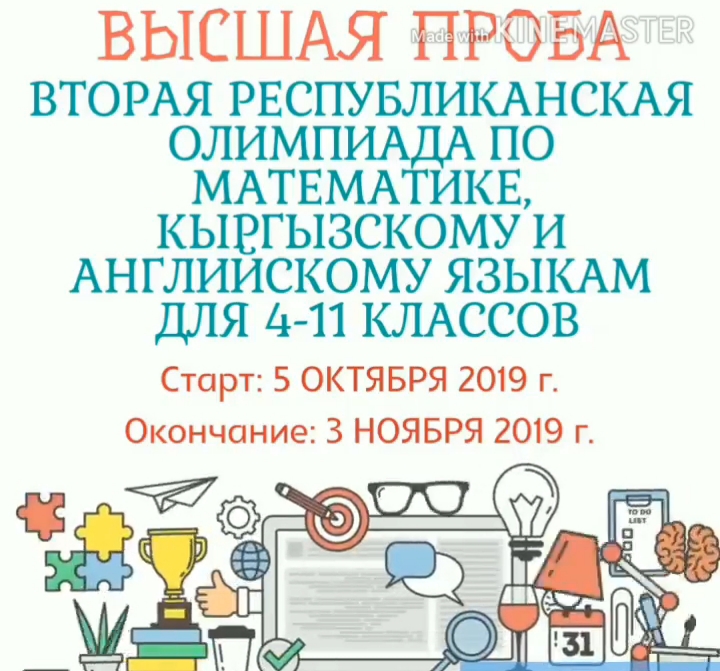 ВЫСШАЯ ПРОБА
Made with KINEMASTER
ВТОРАЯ РЕСПУБЛИКАНСКАЯ
ОЛИМПИАДА ПО
МАТЕМАТИКЕ,
КЫРГЫЗСКОМУ И
АНГЛИЙСКОМУ ЯЗЫКАМ
ДЛЯ 4-11 КЛАССОВ
Старт: 5 ОКТЯБРЯ 2019 г.
Окончание: 3 НОЯБРЯ 2019 г.
TO DO
LIST
31